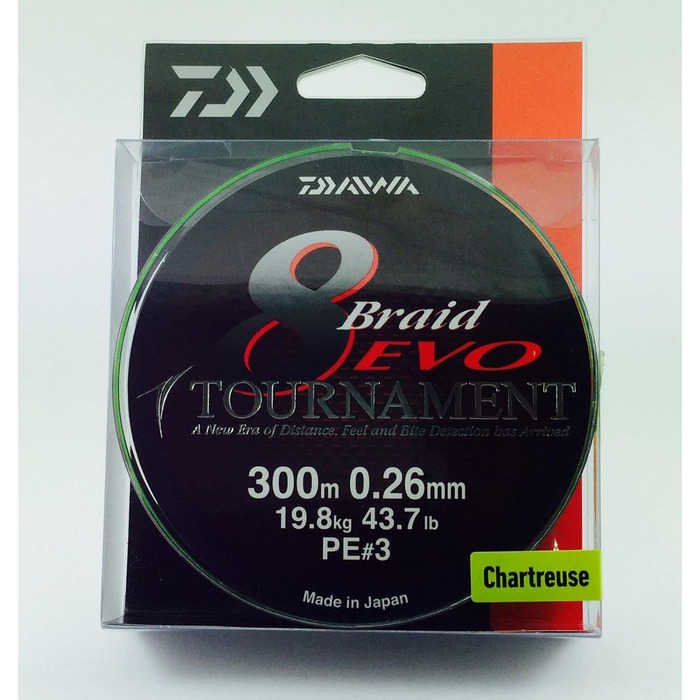 DAIWA
8 Braid
EVO
TOURNAMENT
A New Era of Distance, Feel and Bite Detection has Arrived
300m 0.26mm
19.8kg 43.7lb
PE#3
Chartreuse
Made in Japan